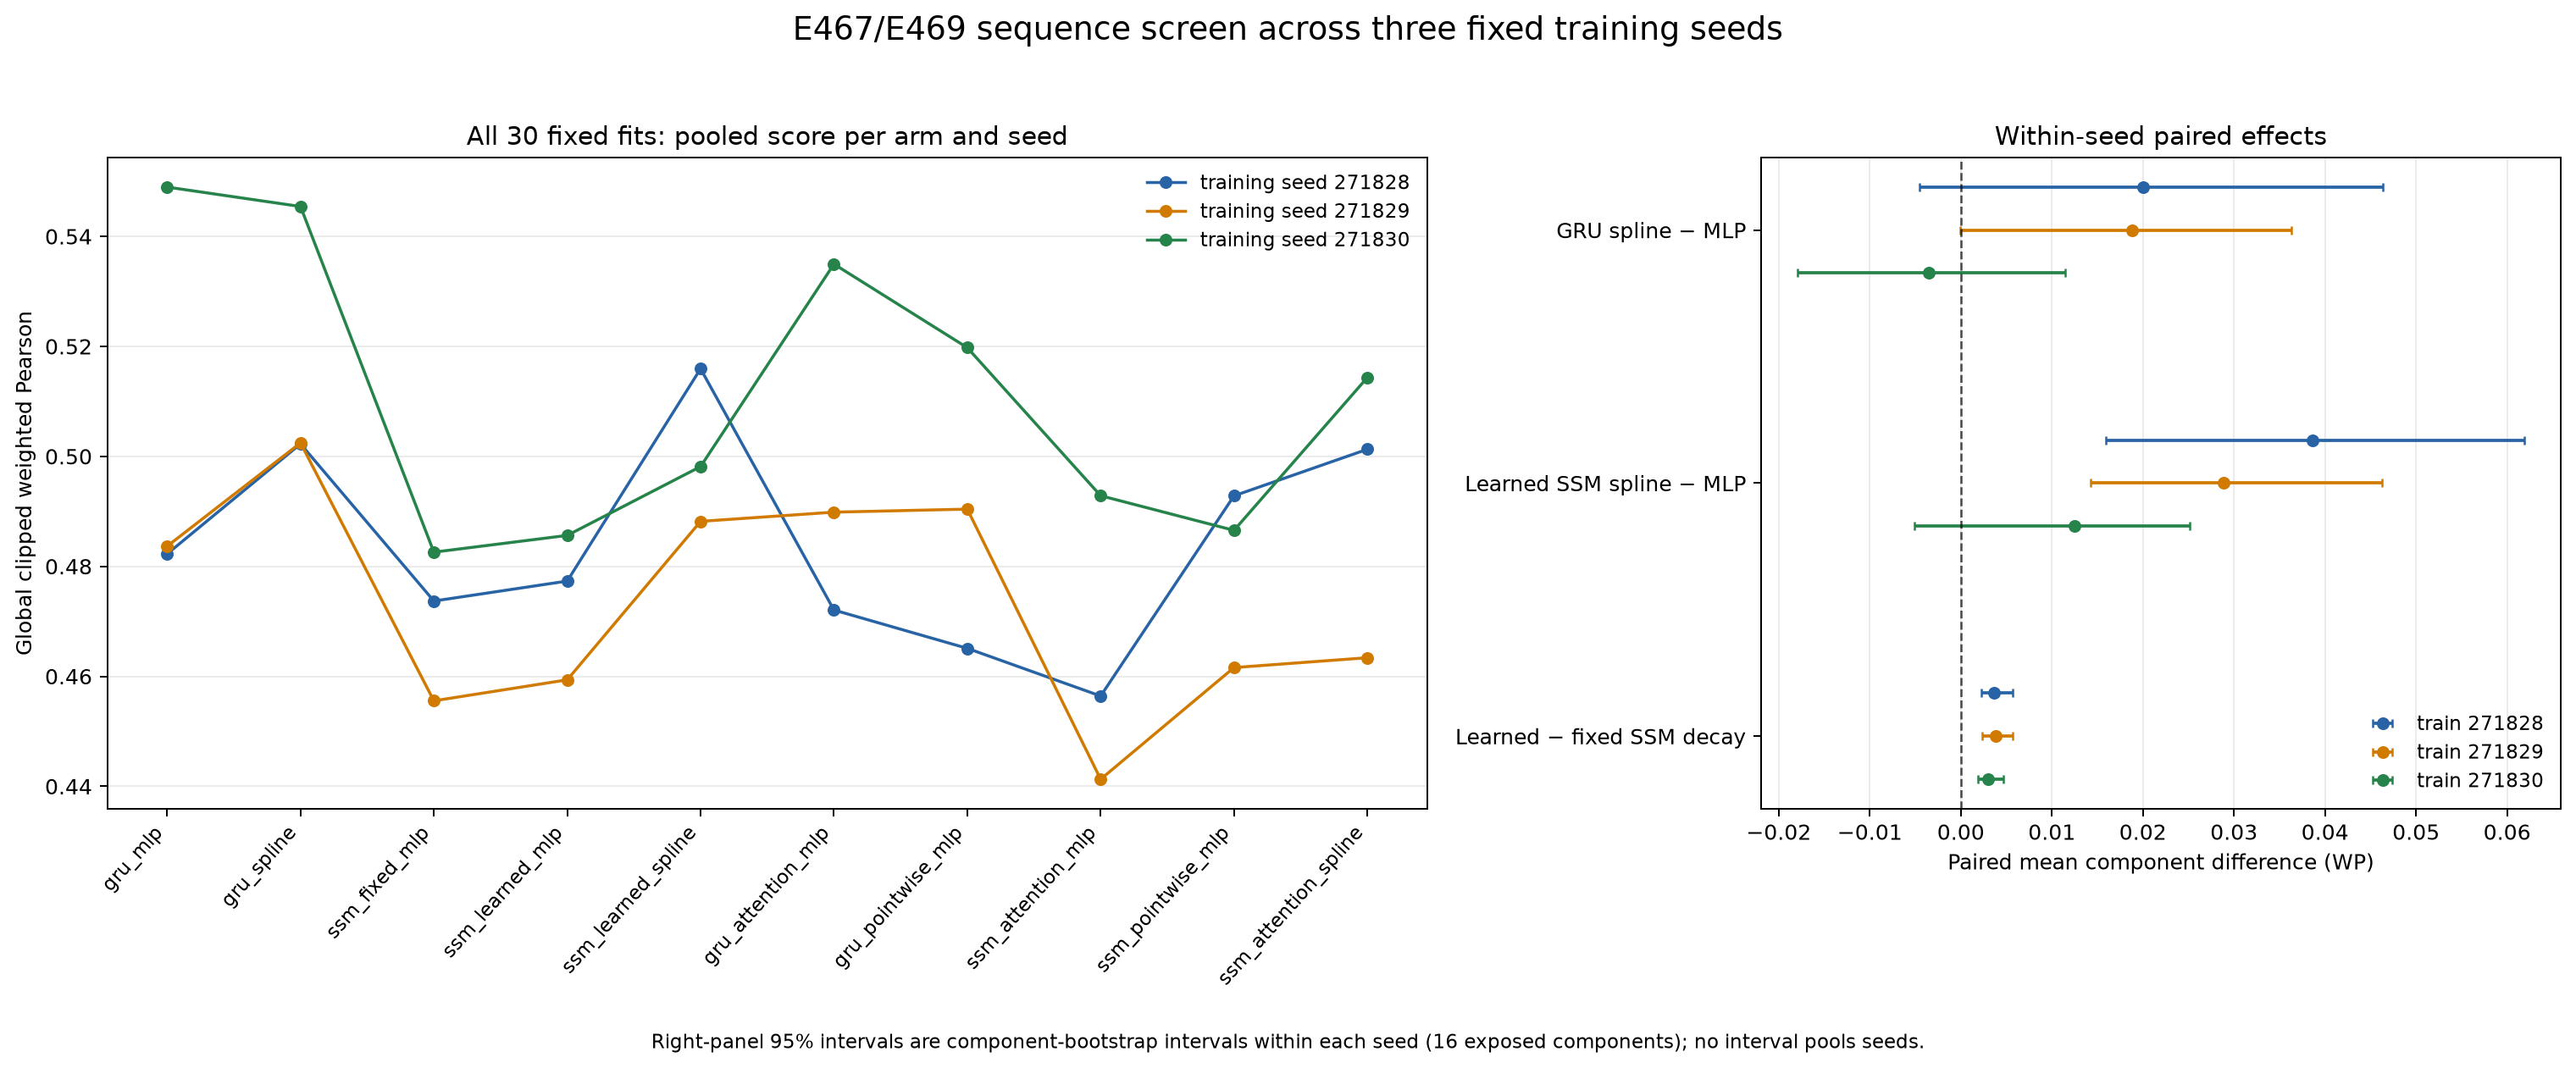 E467/E469 sequence screen across three fixed training seeds
All 30 fixed fits: pooled score per arm and seed
Global clipped weighted Pearson
0.54
0.52
0.50
0.48
0.46
0.44
training seed 271828
training seed 271829
training seed 271830
gru_mlp
gru_spline
ssm_fixed_mlp
ssm_learned_mlp
ssm_learned_spline
gru_attention_mlp
gru_pointwise_mlp
ssm_attention_mlp
ssm_pointwise_mlp
ssm_attention_spline
Within-seed paired effects
GRU spline − MLP
Learned SSM spline − MLP
Learned − fixed SSM decay
train 271828
train 271829
train 271830
−0.02 −0.01 0.00 0.01 0.02 0.03 0.04 0.05 0.06
Paired mean component difference (WP)
Right-panel 95% intervals are component-bootstrap intervals within each seed (16 exposed components); no interval pools seeds.